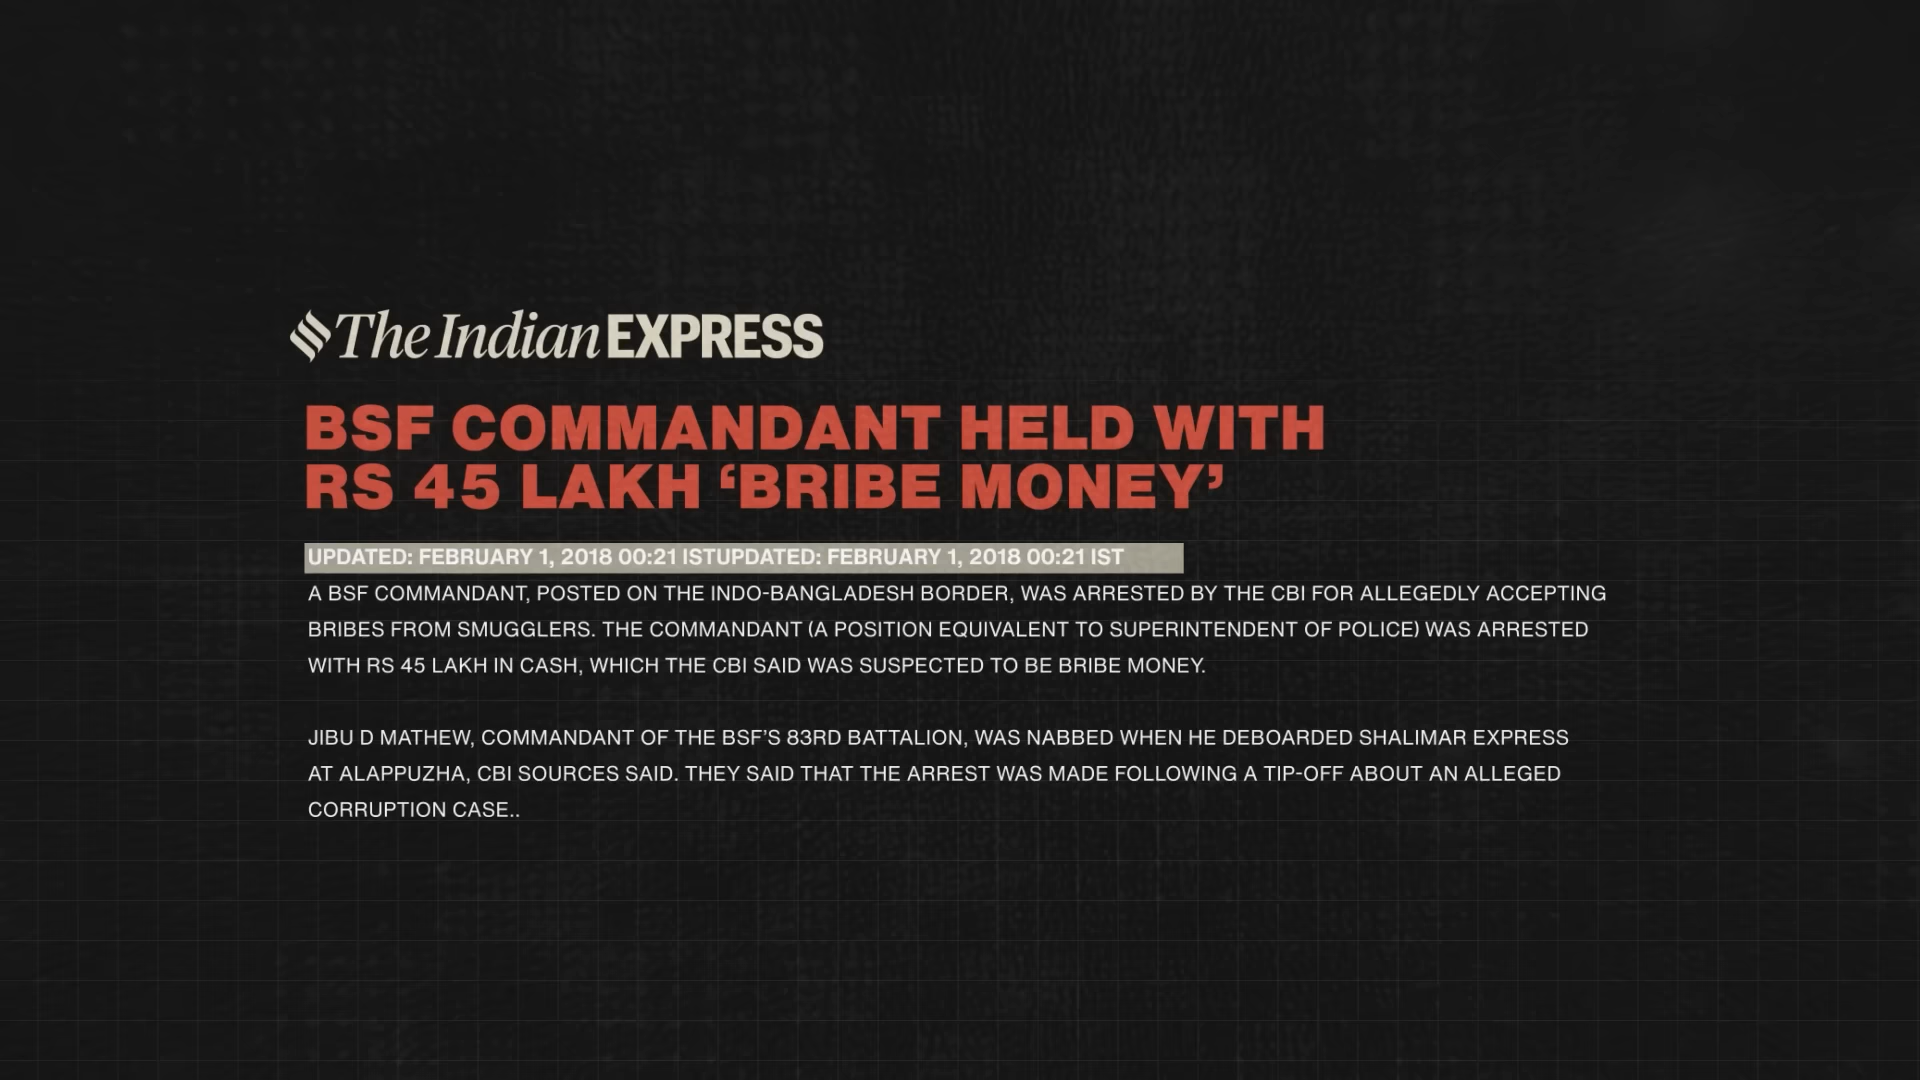 The Indian EXPRESS
BSF COMMANDANT HELD WITH
RS 45 LAKH ‘BRIBE MONEY’
UPDATED: FEBRUARY 1, 2018 00:21 ISTUPDATED: FEBRUARY 1, 2018 00:21 IST
A BSF COMMANDANT, POSTED ON THE INDO-BANGLADESH BORDER, WAS ARRESTED BY THE CBI FOR ALLEGEDLY ACCEPTING
BRIBES FROM SMUGGLERS. THE COMMANDANT (A POSITION EQUIVALENT TO SUPERINTENDENT OF POLICE) WAS ARRESTED
WITH RS 45 LAKH IN CASH, WHICH THE CBI SAID WAS SUSPECTED TO BE BRIBE MONEY.
JIBU D MATHEW, COMMANDANT OF THE BSF’S 83RD BATTALION, WAS NABBED WHEN HE DEBOARDED SHALIMAR EXPRESS
AT ALAPPUZHA, CBI SOURCES SAID. THEY SAID THAT THE ARREST WAS MADE FOLLOWING A TIP-OFF ABOUT AN ALLEGED
CORRUPTION CASE..